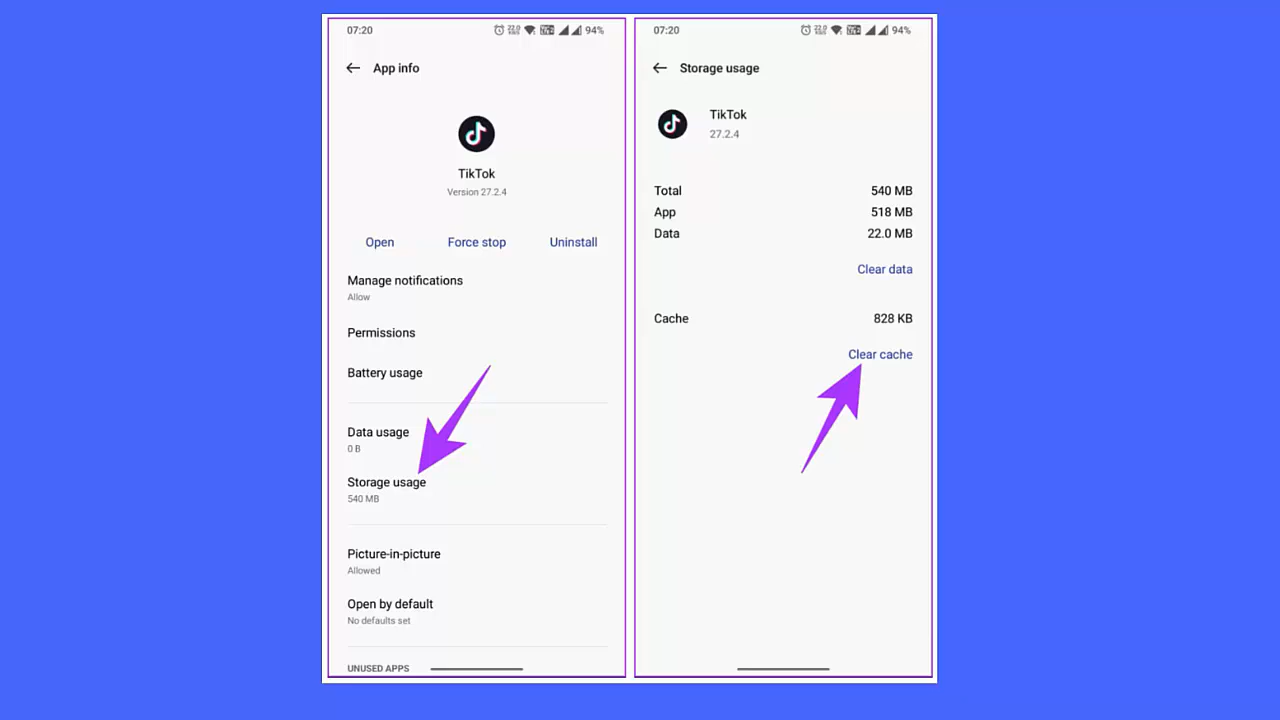 07:20
94%
App info
TikTok
Version 27.2.4
Open Force stop Uninstall
Manage notifications
Allow
Permissions
Battery usage
Data usage
0 B
Storage usage
540 MB
Picture-in-picture
Allowed
Open by default
No defaults set
UNUSED APPS
07:20
94%
Storage usage
TikTok
27.2.4
Total 540 MB
App 518 MB
Data 22.0 MB
Clear data
Cache 828 KB
Clear cache